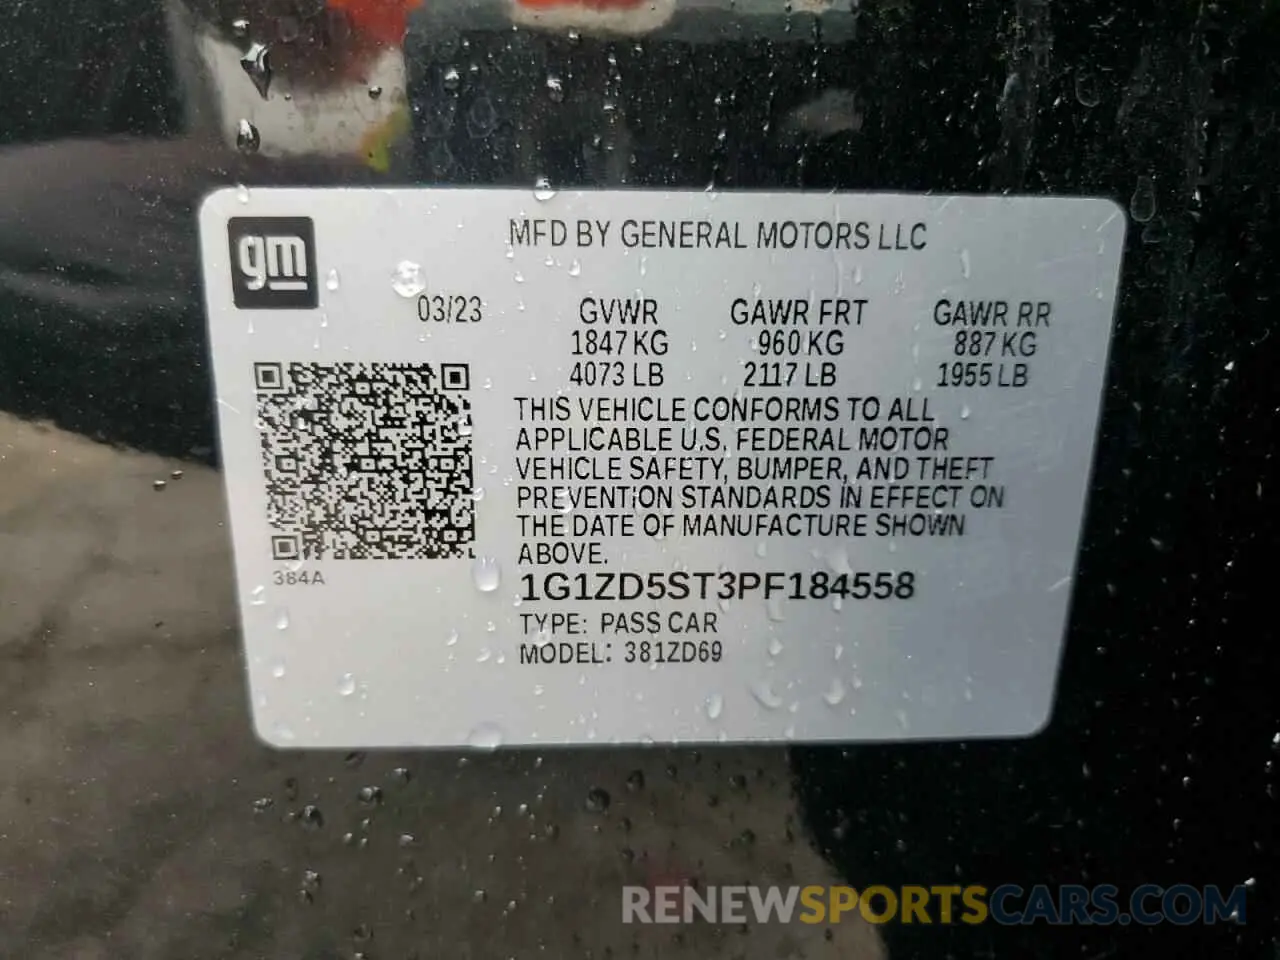 gm
MFD BY GENERAL MOTORS LLC
03/23 GVWR GAWR FRT GAWR RR
1847 KG 960 KG 887 KG
4073 LB 2117 LB 1955 LB
THIS VEHICLE CONFORMS TO ALL
APPLICABLE U.S. FEDERAL MOTOR
VEHICLE SAFETY, BUMPER, AND THEFT
PREVENTION STANDARDS IN EFFECT ON
THE DATE OF MANUFACTURE SHOWN
ABOVE.
384A
1G1ZD5ST3PF184558
TYPE: PASS CAR
MODEL: 381ZD69
RENEWSPORTSCARS.COM